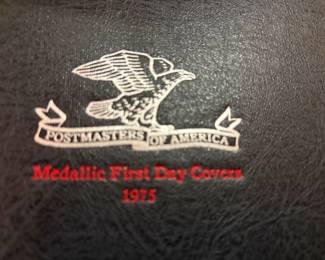 POSTMASTERS OF AMERICA
Medallic First Day Covers
1975